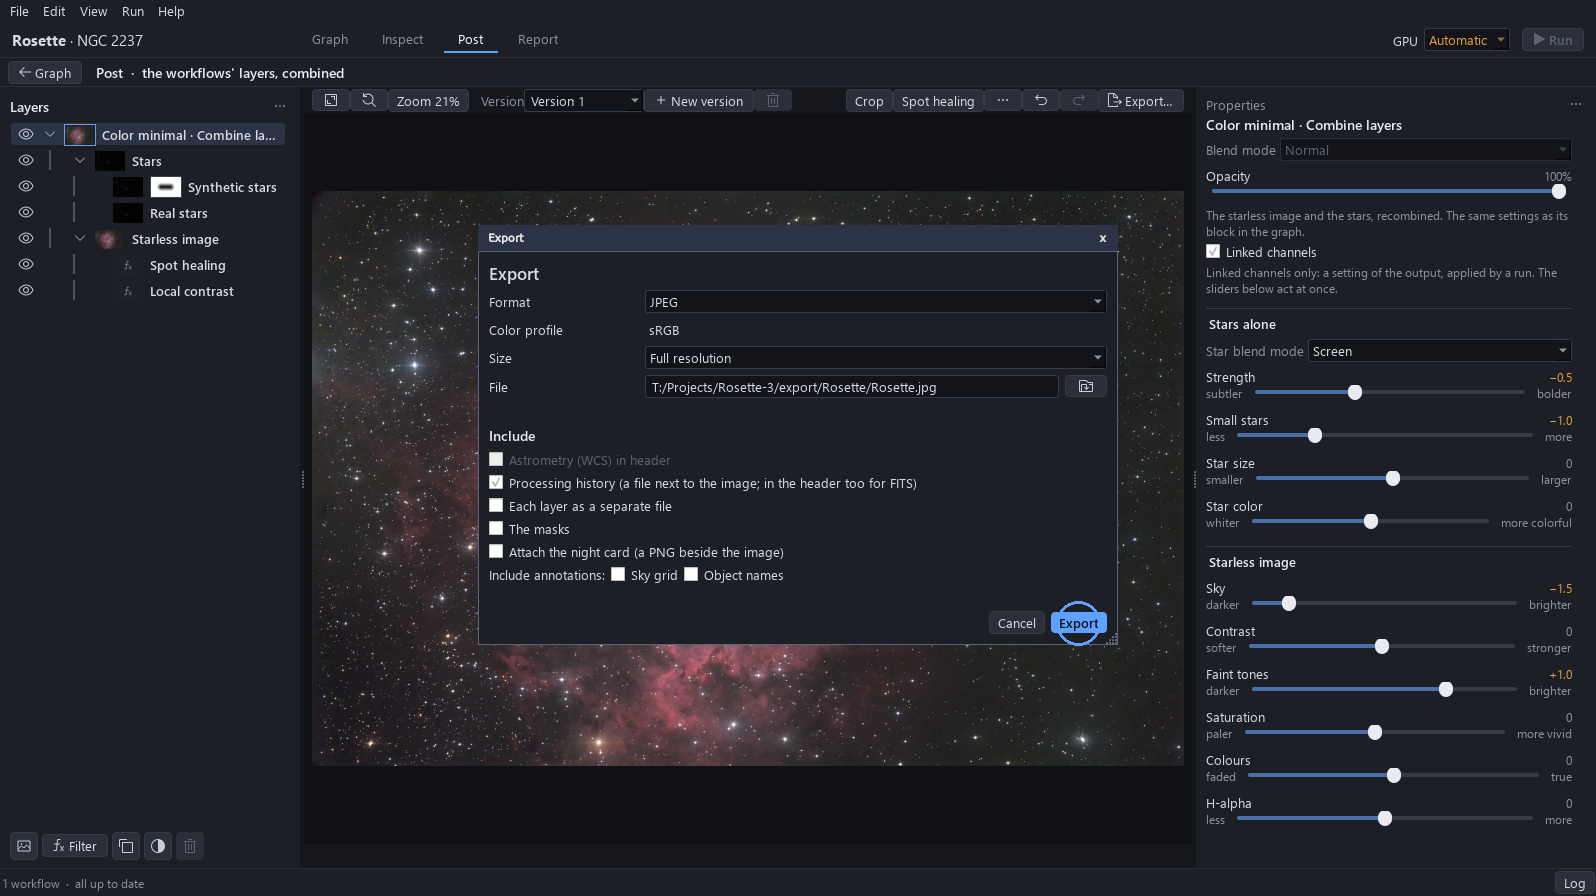 File Edit View Run Help
Rosette · NGC 2237
Graph Inspect Post Report
GPU Automatic Run
Graph
Post · the workflows' layers, combined
Layers
Color minimal · Combine la...
Stars
Synthetic stars
Real stars
Starless image
fx Spot healing
fx Local contrast
fx Filter
Zoom 21% Version Version 1 + New version
Crop Spot healing ... Export...
Export x
Export
Format JPEG
Color profile sRGB
Size Full resolution
File T:/Projects/Rosette-3/export/Rosette/Rosette.jpg
Include
Astrometry (WCS) in header
Processing history (a file next to the image; in the header too for FITS)
Each layer as a separate file
The masks
Attach the night card (a PNG beside the image)
Include annotations: Sky grid Object names
Cancel Export
Properties
Color minimal · Combine layers
Blend mode Normal
Opacity 100%
The starless image and the stars, recombined. The same settings as its
block in the graph.
Linked channels
Linked channels only: a setting of the output, applied by a run. The
sliders below act at once.
Stars alone
Star blend mode Screen
Strength −0.5
subtler bolder
Small stars −1.0
less more
Star size 0
smaller larger
Star color 0
whiter more colorful
Starless image
Sky −1.5
darker brighter
Contrast 0
softer stronger
Faint tones +1.0
darker brighter
Saturation 0
paler more vivid
Colours 0
faded true
H-alpha 0
less more
1 workflow · all up to date
Log